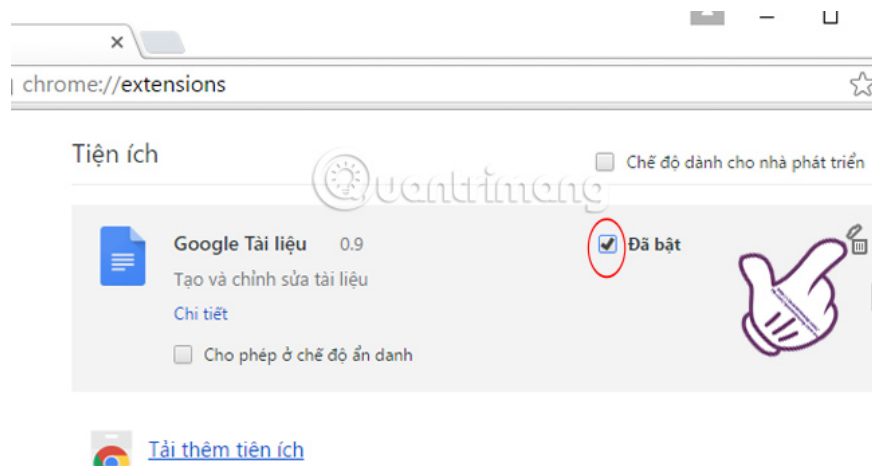 chrome://extensions
Tiện ích
Chế độ dành cho nhà phát triển
Quantrimang
Google Tài liệu 0.9
Đã bật
Tạo và chỉnh sửa tài liệu
Chi tiết
Cho phép ở chế độ ẩn danh
Tải thêm tiện ích